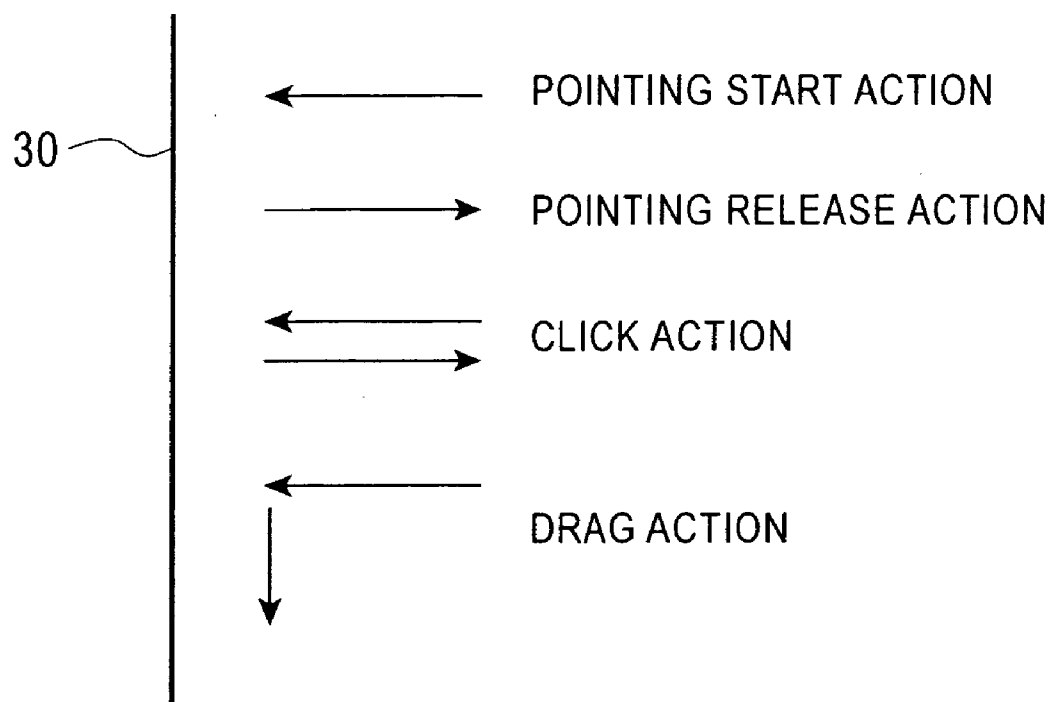 POINTING START ACTION
30
POINTING RELEASE ACTION
CLICK ACTION
DRAG ACTION